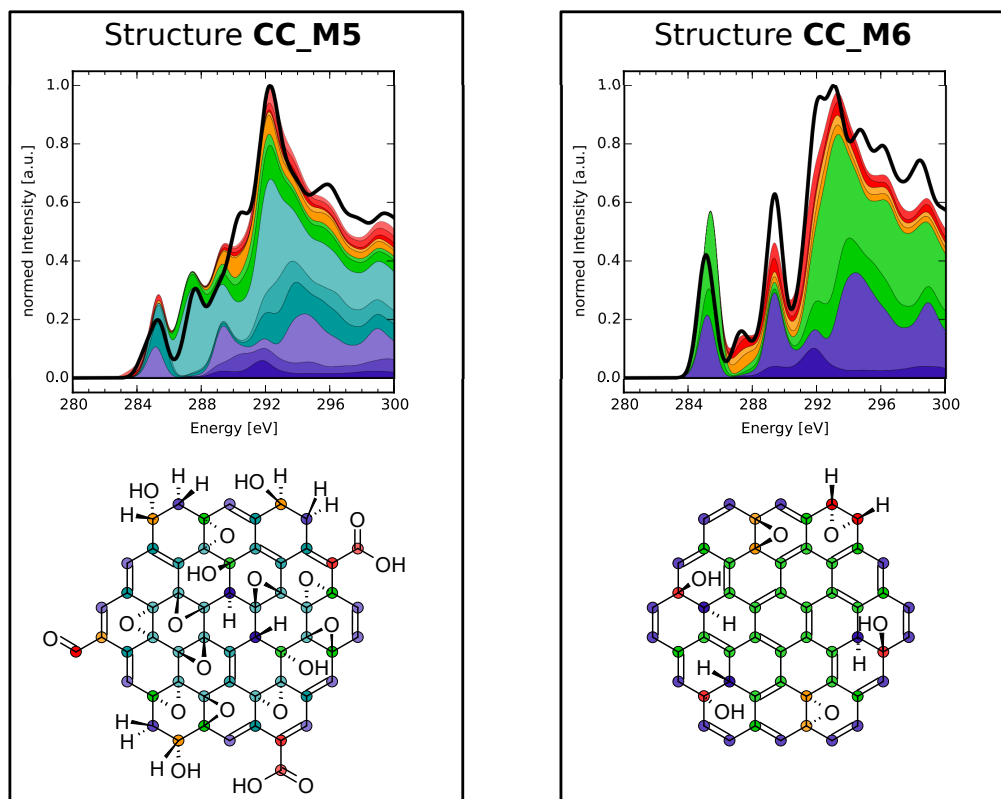 Structure CC_M5
1.0
0.8
0.6
0.4
0.2
0.0
normed Intensity [a.u.]
280 284 288 292 296 300
Energy [eV]
H
HO H
H
O
HO
H
H
H
O
OH
HO
O
O
O
H
O
O
H
O
O
O
OH
O
O
O
H
H
H
OH
HO
O
Structure CC_M6
1.0
0.8
0.6
0.4
0.2
0.0
normed Intensity [a.u.]
280 284 288 292 296 300
Energy [eV]
H
H
O
O
OH
H
HO
H
H
OH
O